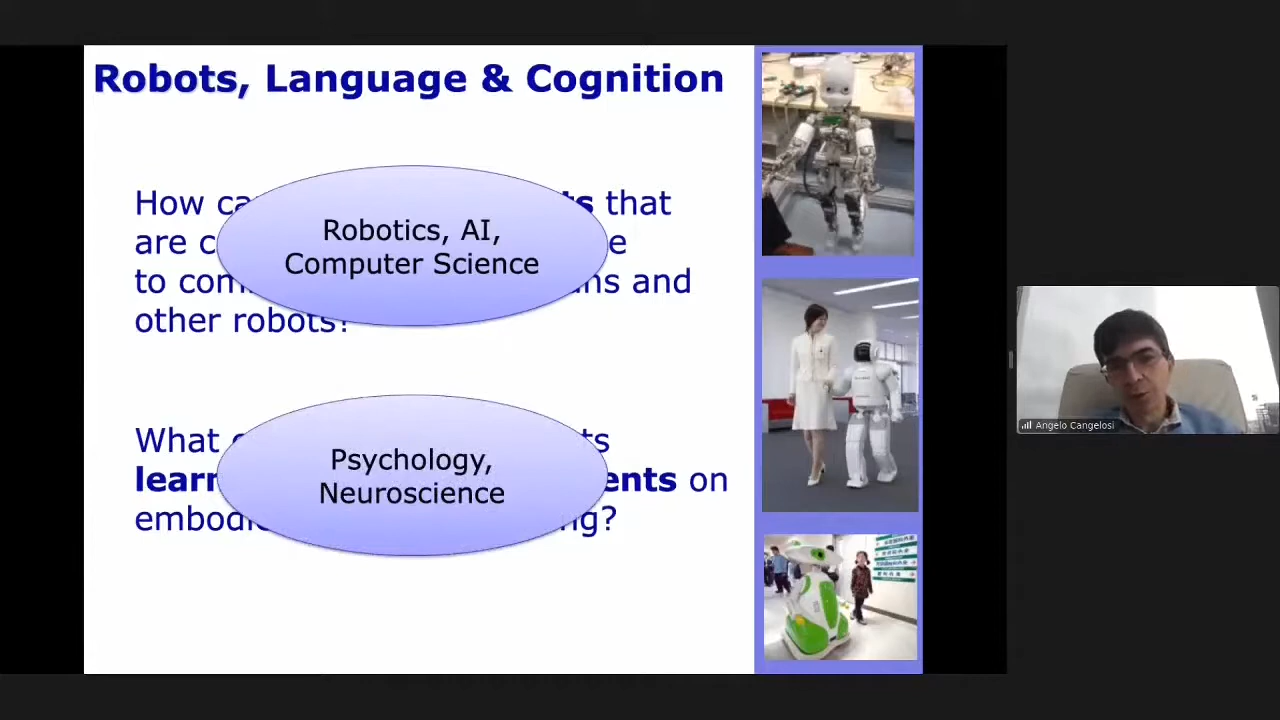 Robots, Language & Cognition
How ca ts that
are c e
to com ns and
other robots?
Robotics, AI,
Computer Science
What ts
learn ents on
embodie ng?
Psychology,
Neuroscience
Angelo Cangelosi